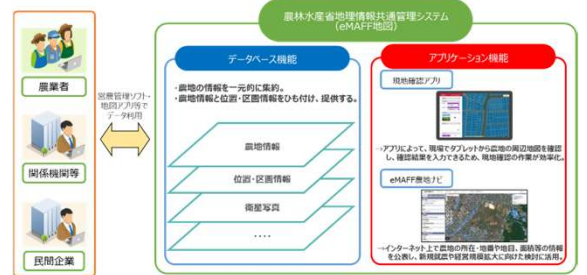 農林水産省地理情報共通管理システム
(eMAFF地図)
農業者
関係機関等
民間企業
営農管理ソフト・
地図アプリ等で
データ利用
データベース機能
・農地の情報を一元的に集約。
・農地情報と位置・区画情報をひも付け、提供する。
農地情報
位置・区画情報
衛星写真
‥‥
アプリケーション機能
現地確認アプリ
→アプリによって、現場でタブレットから農地の周辺地図を確認
し、確認結果を入力できるため、現地確認の作業が効率化。
eMAFF農地ナビ
→インターネット上で農地の所在・地番や地目、面積等の情報
を公表し、新規就農や経営規模拡大に向けた検討に活用。